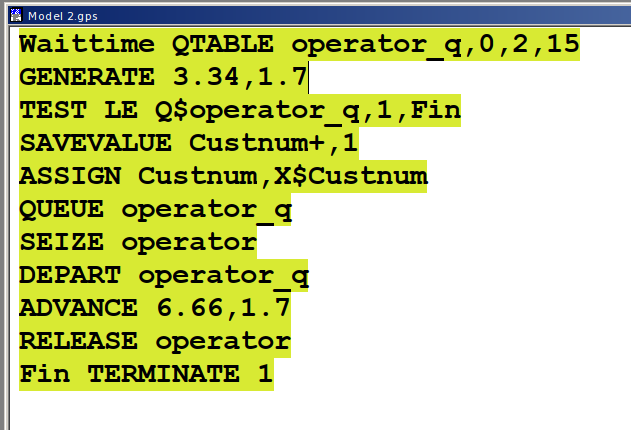 Model 2.gps
Waittime QTABLE operator_q,0,2,15
GENERATE 3.34,1.7
TEST LE Q$operator_q,1,Fin
SAVEVALUE Custnum+,1
ASSIGN Custnum,X$Custnum
QUEUE operator_q
SEIZE operator
DEPART operator_q
ADVANCE 6.66,1.7
RELEASE operator
Fin TERMINATE 1